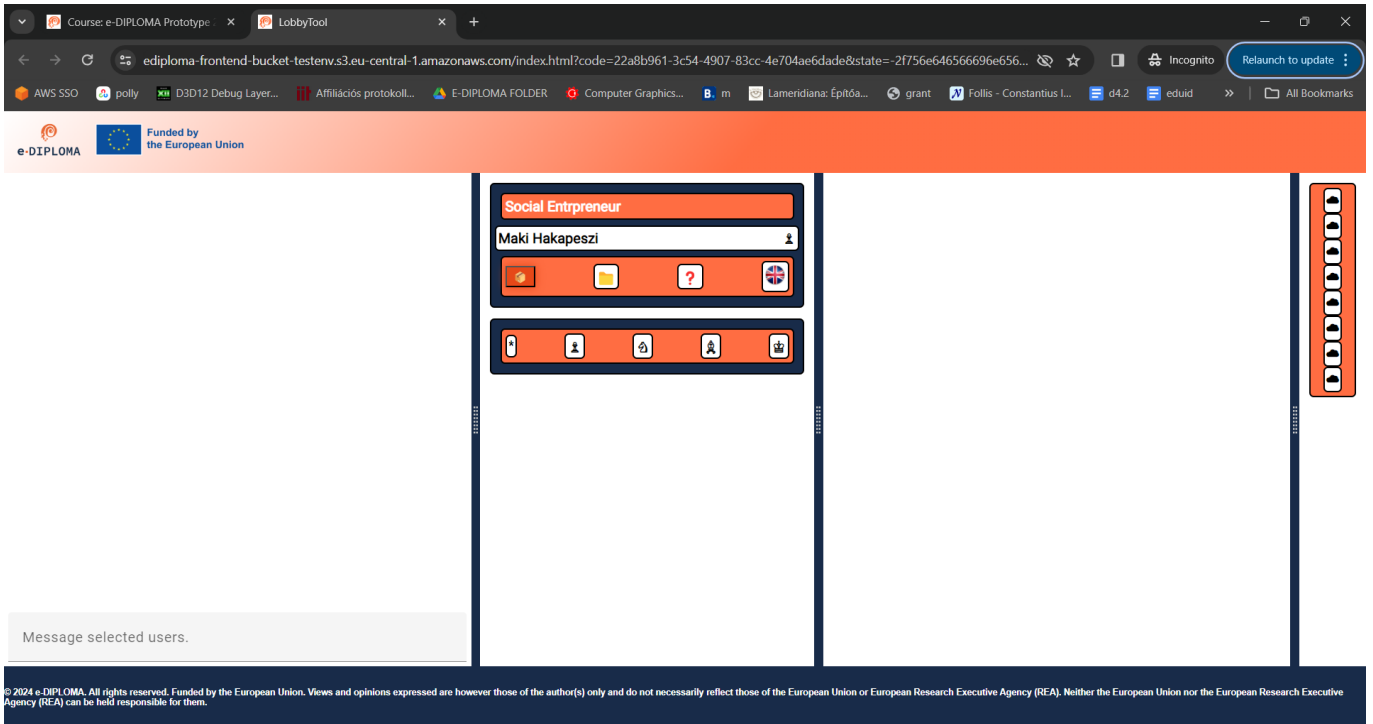 Course: e-DIPLOMA Prototype
LobbyTool
ediploma-frontend-bucket-testenv.s3.eu-central-1.amazonaws.com/index.html?code=22a8b961-3c54-4907-83cc-4e704ae6dade&state=-2f756e646566696e656...
Incognito
Relaunch to update
AWS SSO
polly
D3D12 Debug Layer...
Affiliációs protokoll...
E-DIPLOMA FOLDER
Computer Graphics...
B. m
Lameridiana: Építőa...
grant
N Follis - Constantius I...
d4.2
eduid
»
All Bookmarks
e-DIPLOMA
Funded by
the European Union
Social Entrpreneur
Maki Hakapeszi
?
*
Message selected users.
© 2024 e-DIPLOMA. All rights reserved. Funded by the European Union. Views and opinions expressed are however those of the author(s) only and do not necessarily reflect those of the European Union or European Research Executive Agency (REA). Neither the European Union nor the European Research Executive
Agency (REA) can be held responsible for them.